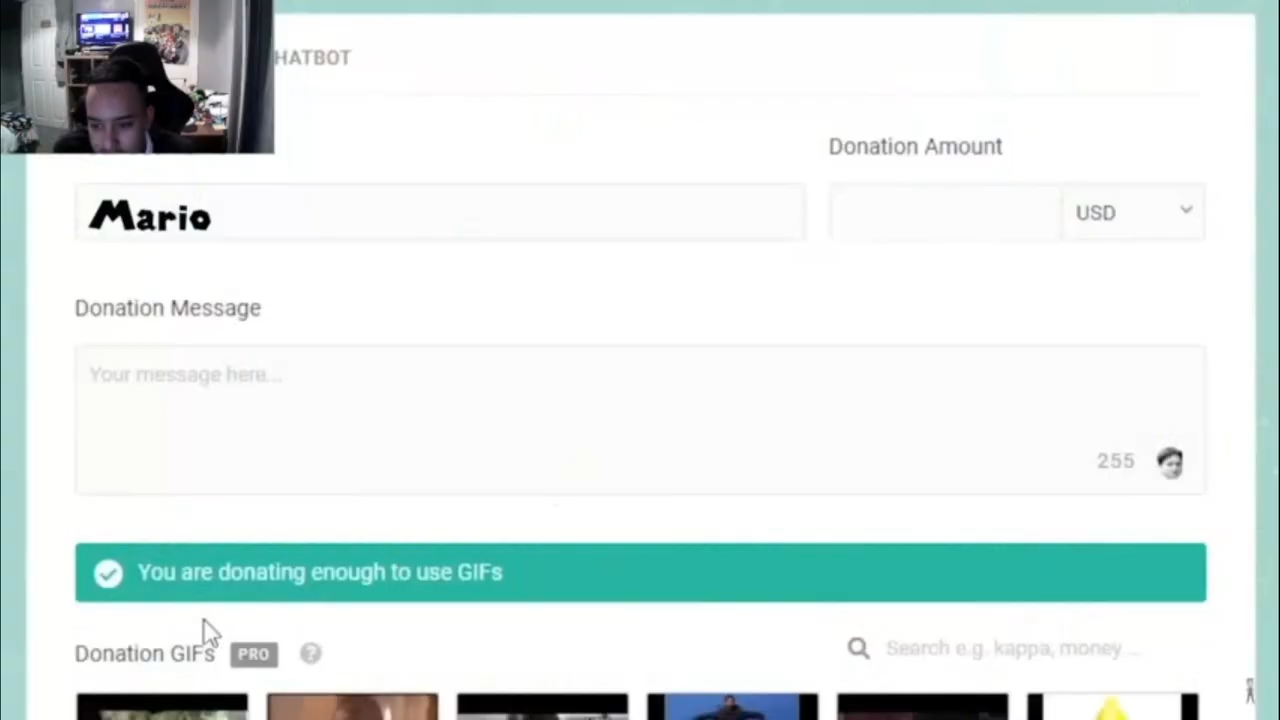 HATBOT
Donation Amount
Mario
USD
Donation Message
Your message here...
255
You are donating enough to use GIFs
Donation GIFs PRO ?
Search e.g. kappa, money ...